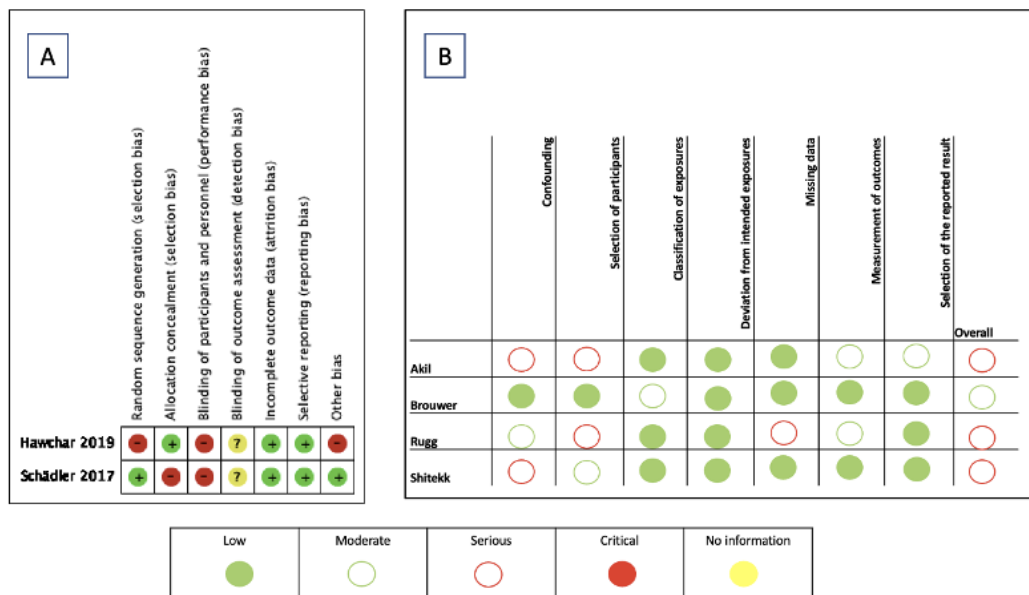 A
Random sequence generation (selection bias)
Allocation concealment (selection bias)
Blinding of participants and personnel (performance bias)
Blinding of outcome assessment (detection bias)
Incomplete outcome data (attrition bias)
Selective reporting (reporting bias)
Other bias
Hawchar 2019 - + - ? + + -
Schädler 2017 + - - ? + + +
B
Confounding
Selection of participants
Classification of exposures
Deviation from intended exposures
Missing data
Measurement of outcomes
Selection of the reported result
Overall
Akil
Brouwer
Rugg
Shitekk
Low Moderate Serious Critical No information